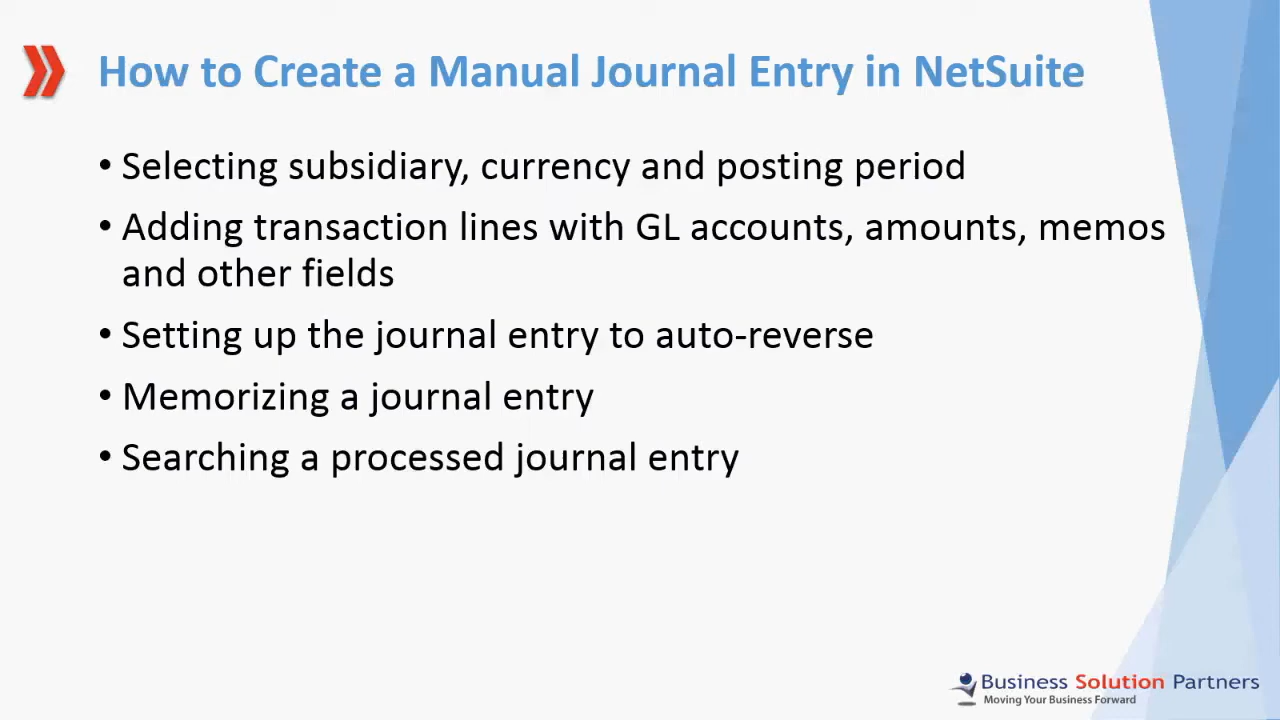 How to Create a Manual Journal Entry in NetSuite
• Selecting subsidiary, currency and posting period
• Adding transaction lines with GL accounts, amounts, memos
and other fields
• Setting up the journal entry to auto-reverse
• Memorizing a journal entry
• Searching a processed journal entry
Business Solution Partners
Moving Your Business Forward